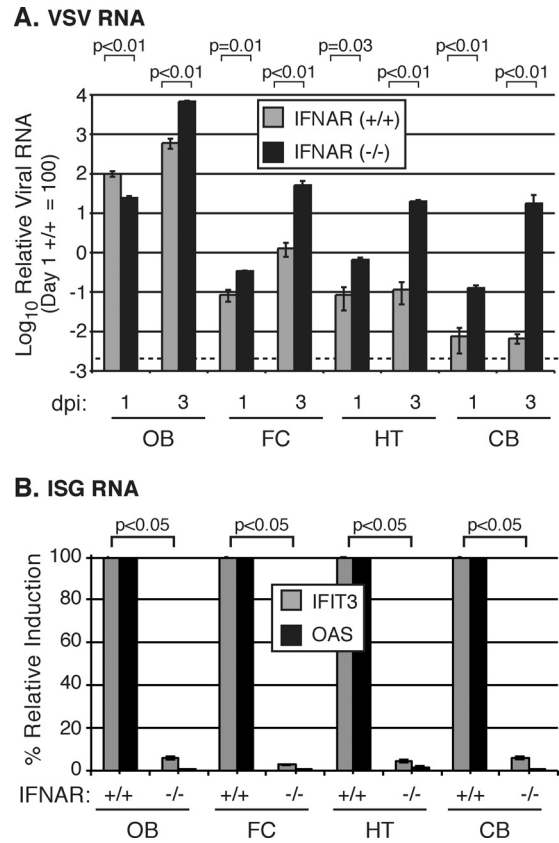 A. VSV RNA
p<0.01 p=0.01 p=0.03 p<0.01
p<0.01 p<0.01 p<0.01 p<0.01
Log10 Relative Viral RNA
(Day 1 +/+ = 100)
4
3
2
1
0
-1
-2
-3
IFNAR (+/+)
IFNAR (-/-)
dpi: 1 3 1 3 1 3 1 3
OB FC HT CB
B. ISG RNA
p<0.05 p<0.05 p<0.05 p<0.05
% Relative Induction
100
80
60
40
20
0
IFIT3
OAS
IFNAR: +/+ -/- +/+ -/- +/+ -/- +/+ -/-
OB FC HT CB